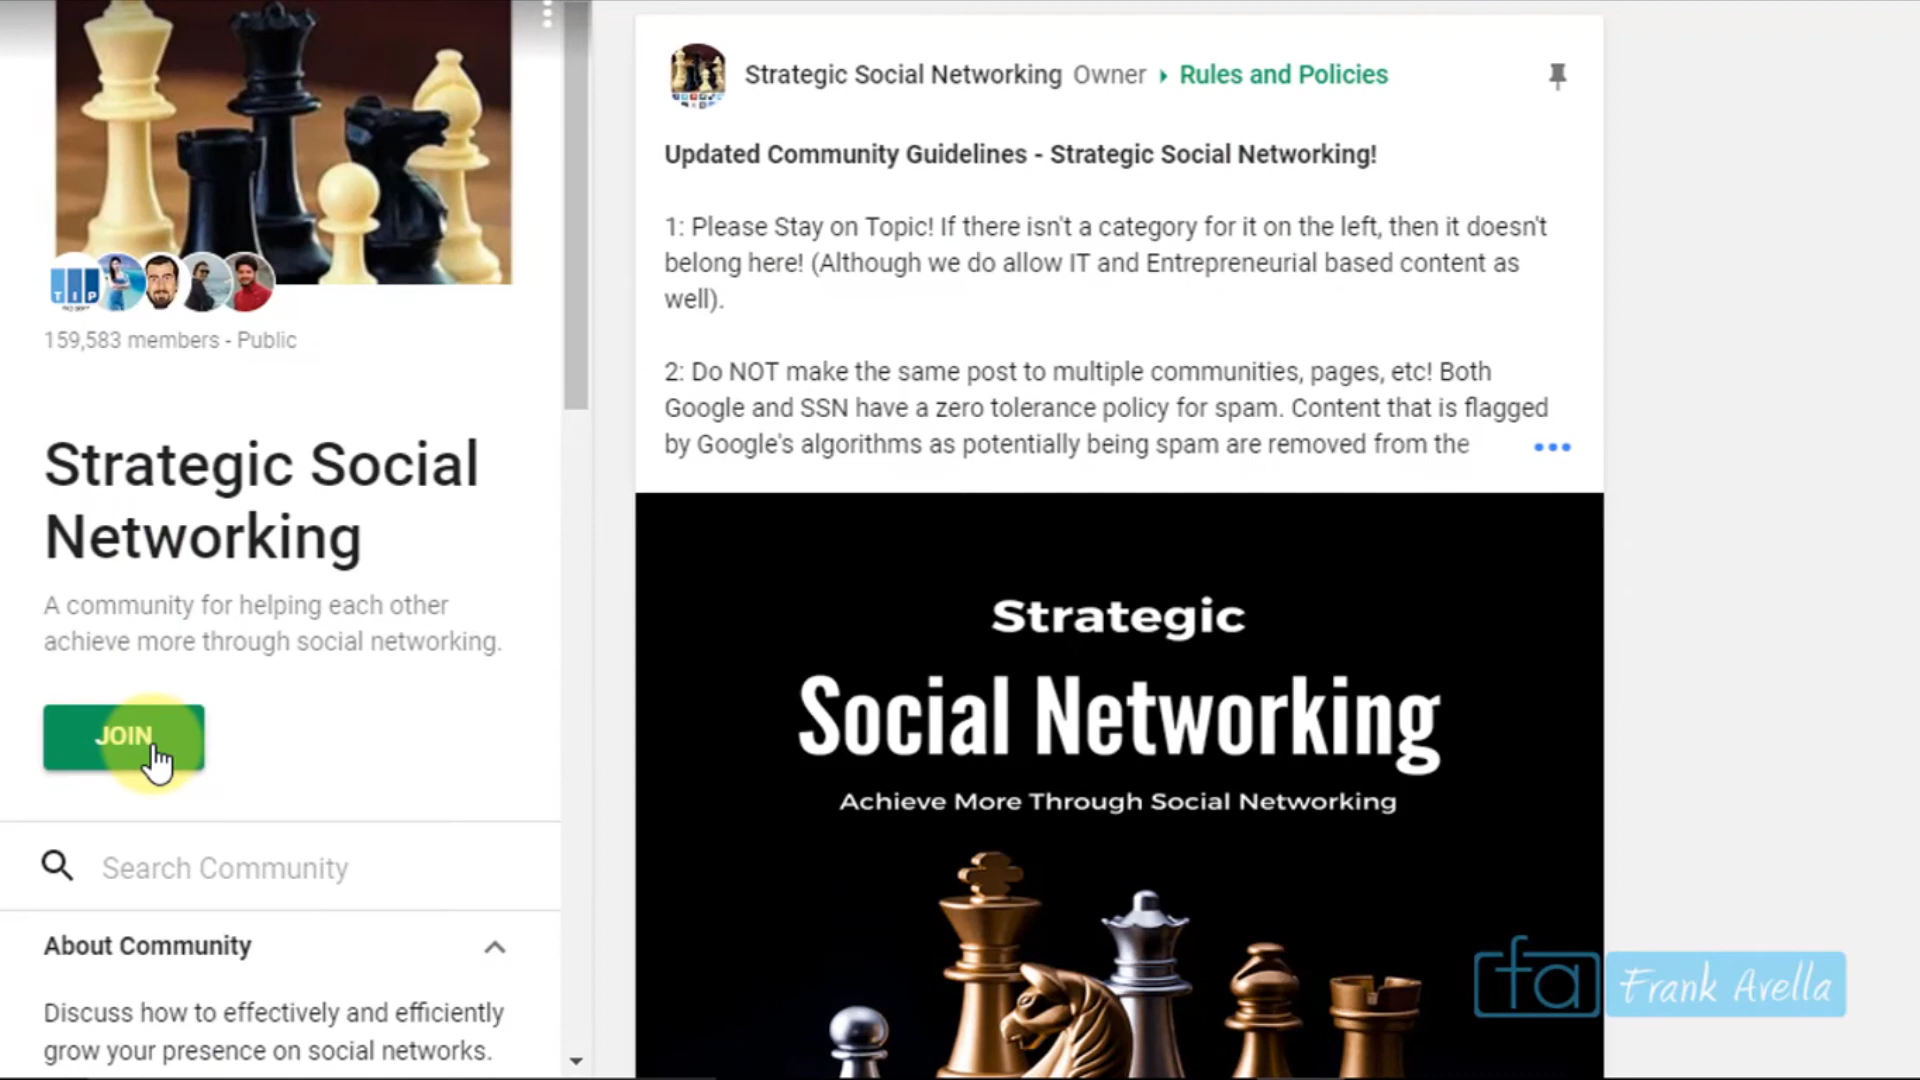 TIP
159,583 members - Public
Strategic Social
Networking
A community for helping each other
achieve more through social networking.
JOIN
Search Community
About Community
Discuss how to effectively and efficiently
grow your presence on social networks.
Strategic Social Networking Owner Rules and Policies
Updated Community Guidelines - Strategic Social Networking!
1: Please Stay on Topic! If there isn't a category for it on the left, then it doesn't
belong here! (Although we do allow IT and Entrepreneurial based content as
well).
2: Do NOT make the same post to multiple communities, pages, etc! Both
Google and SSN have a zero tolerance policy for spam. Content that is flagged
by Google's algorithms as potentially being spam are removed from the
Strategic
Social Networking
Achieve More Through Social Networking
fa Frank Avella